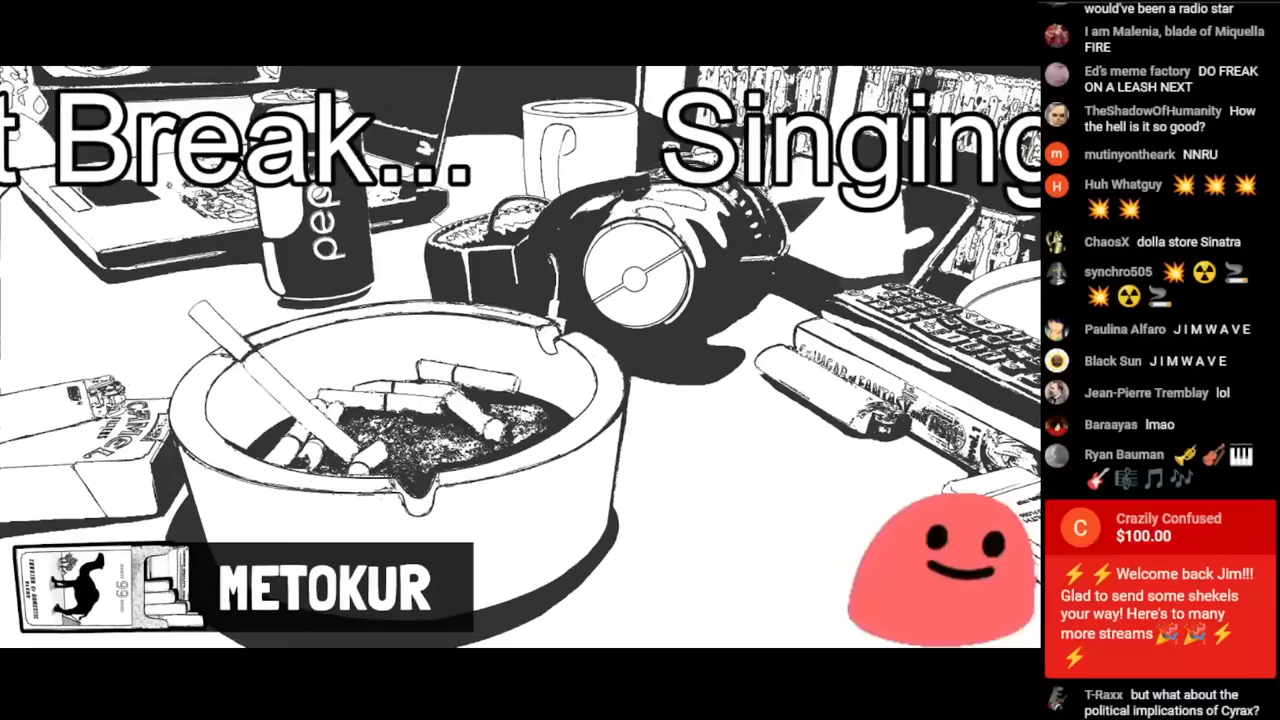 t Break... Singing
pep
CAMEL
METOKUR
would've been a radio star
I am Malenia, blade of Miquella
FIRE
Ed's meme factory DO FREAK
ON A LEASH NEXT
TheShadowOfHumanity How
the hell is it so good?
mutinyontheark NNRU
Huh Whatguy 💥 💥 💥
💥 💥
ChaosX dolla store Sinatra
synchro505 💥 ☢️ 🚬
💥 ☢️ 🚬
Paulina Alfaro J I M W A V E
Black Sun J I M W A V E
Jean-Pierre Tremblay lol
Baraayas lmao
Ryan Bauman 🎺 🎻 🎹
🎸 🎼 🎵 🎶
C
Crazily Confused
$100.00
⚡ ⚡ Welcome back Jim!!!
Glad to send some shekels
your way! Here's to many
more streams 🎉 🎉 ⚡
⚡
T-Raxx but what about the
political implications of Cyrax?